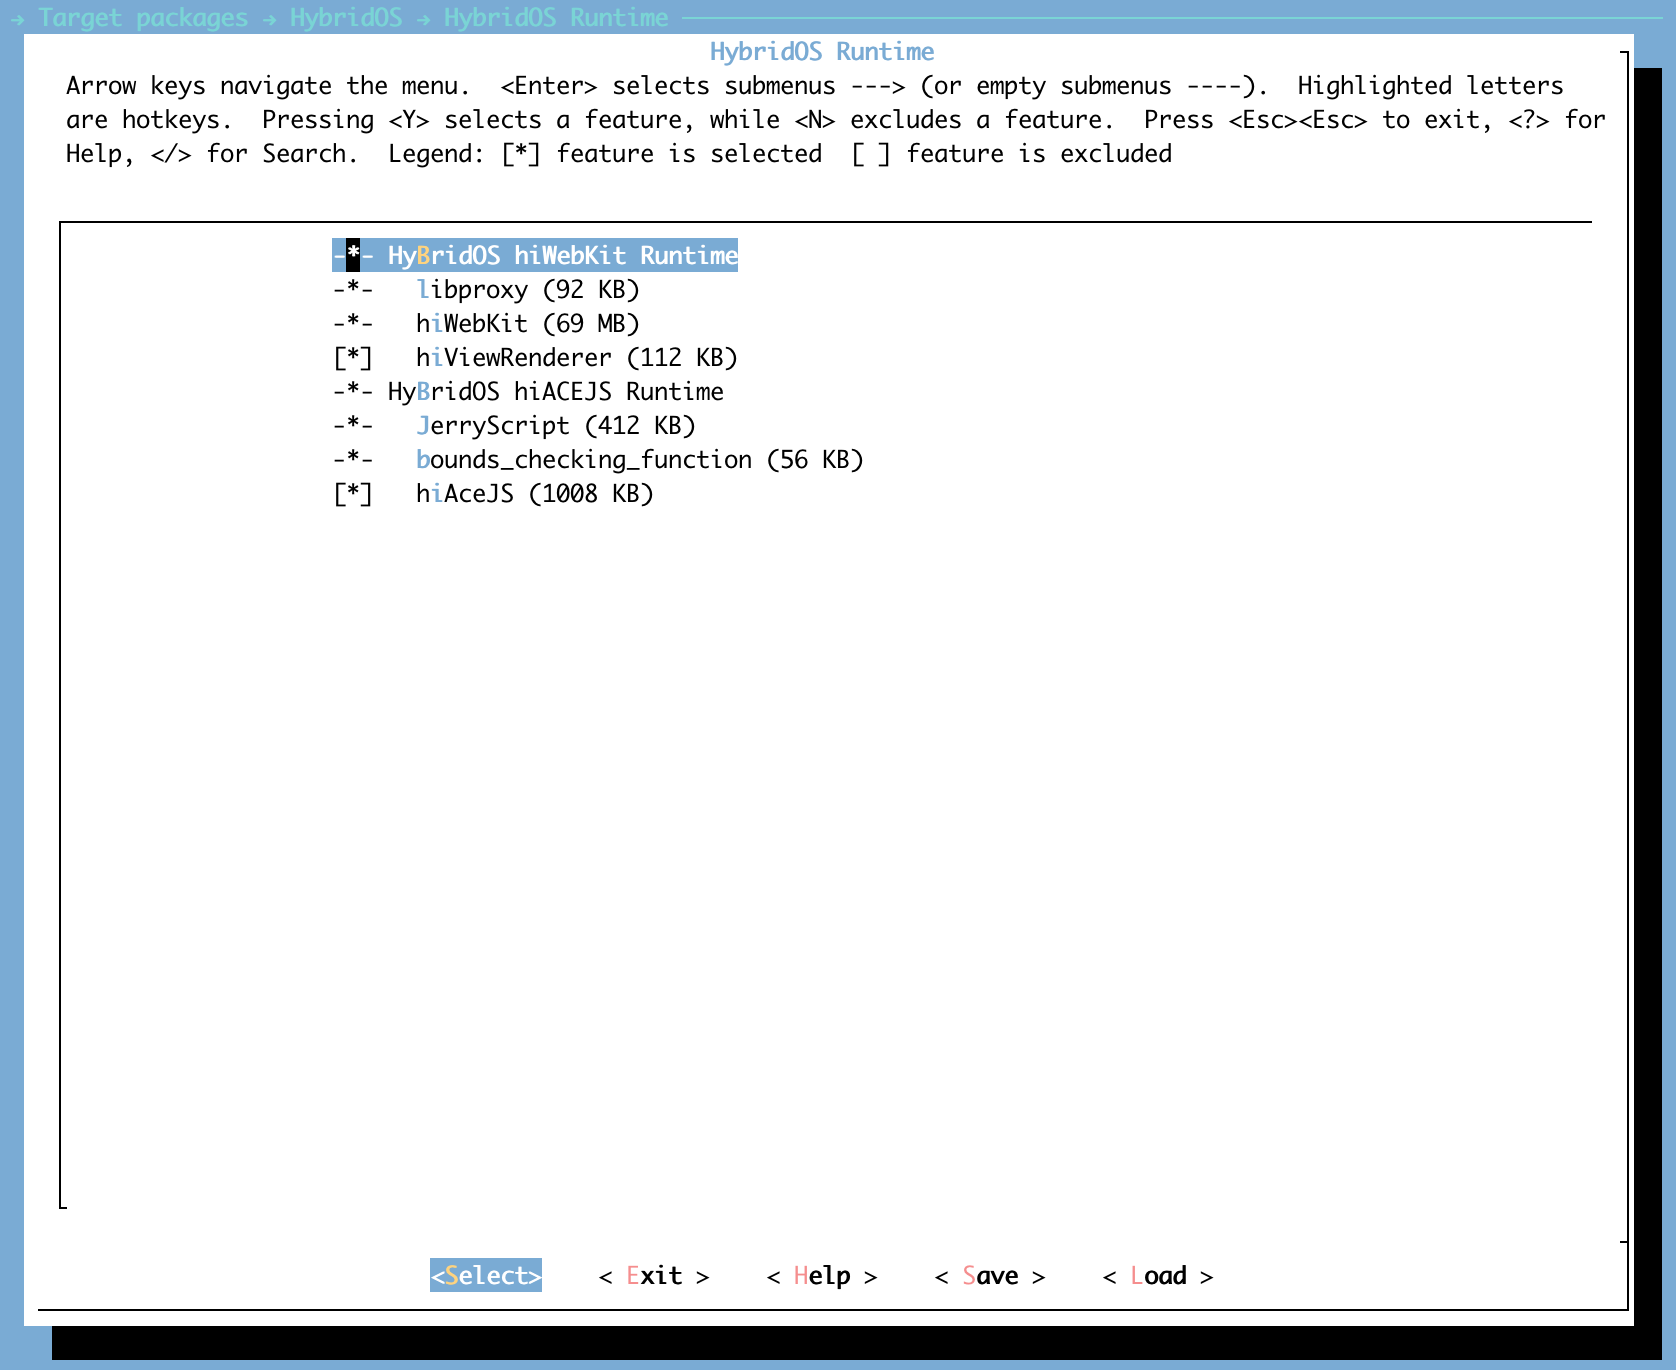 → Target packages → HybridOS → HybridOS Runtime
HybridOS Runtime
Arrow keys navigate the menu.  <Enter> selects submenus ---> (or empty submenus ----).  Highlighted letters
are hotkeys.  Pressing <Y> selects a feature, while <N> excludes a feature.  Press <Esc><Esc> to exit, <?> for
Help, </> for Search.  Legend: [*] feature is selected  [ ] feature is excluded
-*- HyBridOS hiWebKit Runtime
-*-   libproxy (92 KB)
-*-   hiWebKit (69 MB)
[*]   hiViewRenderer (112 KB)
-*- HyBridOS hiACEJS Runtime
-*-   JerryScript (412 KB)
-*-   bounds_checking_function (56 KB)
[*]   hiAceJS (1008 KB)
<Select>    < Exit >    < Help >    < Save >    < Load >